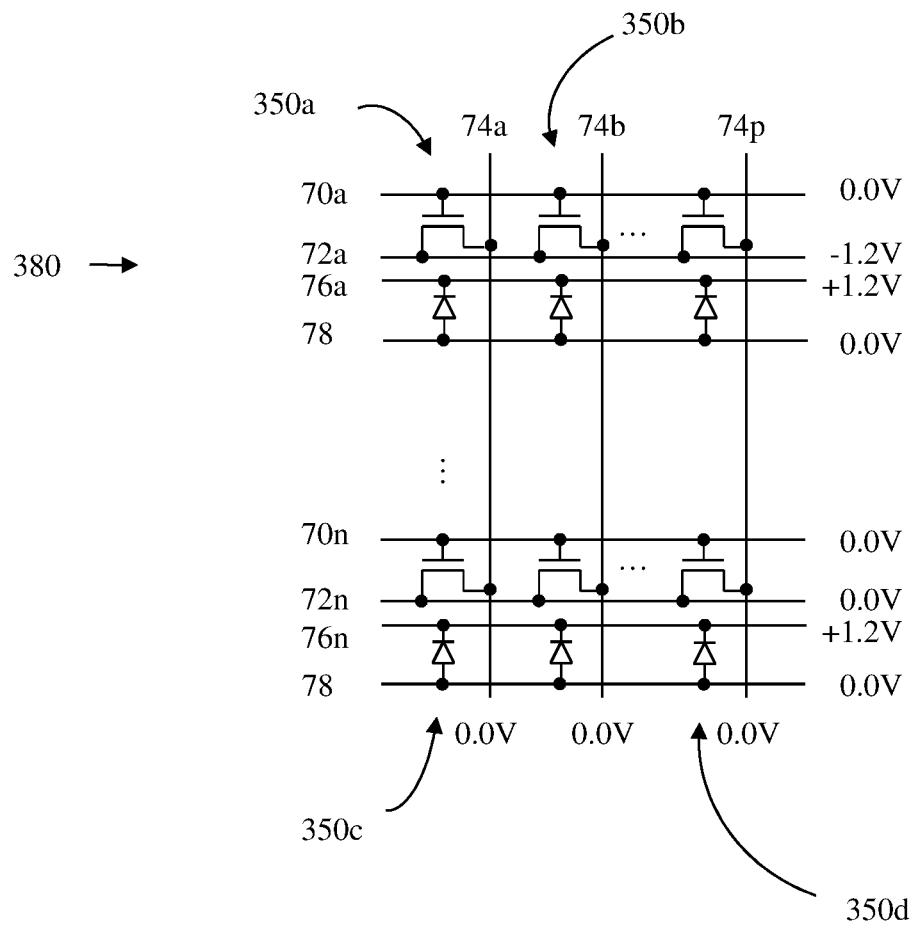 350b
350a
74a 74b 74p
70a 0.0V
...
72a -1.2V
380
76a +1.2V
78 0.0V
...
70n 0.0V
...
72n 0.0V
76n +1.2V
78 0.0V
0.0V 0.0V 0.0V
350c
350d